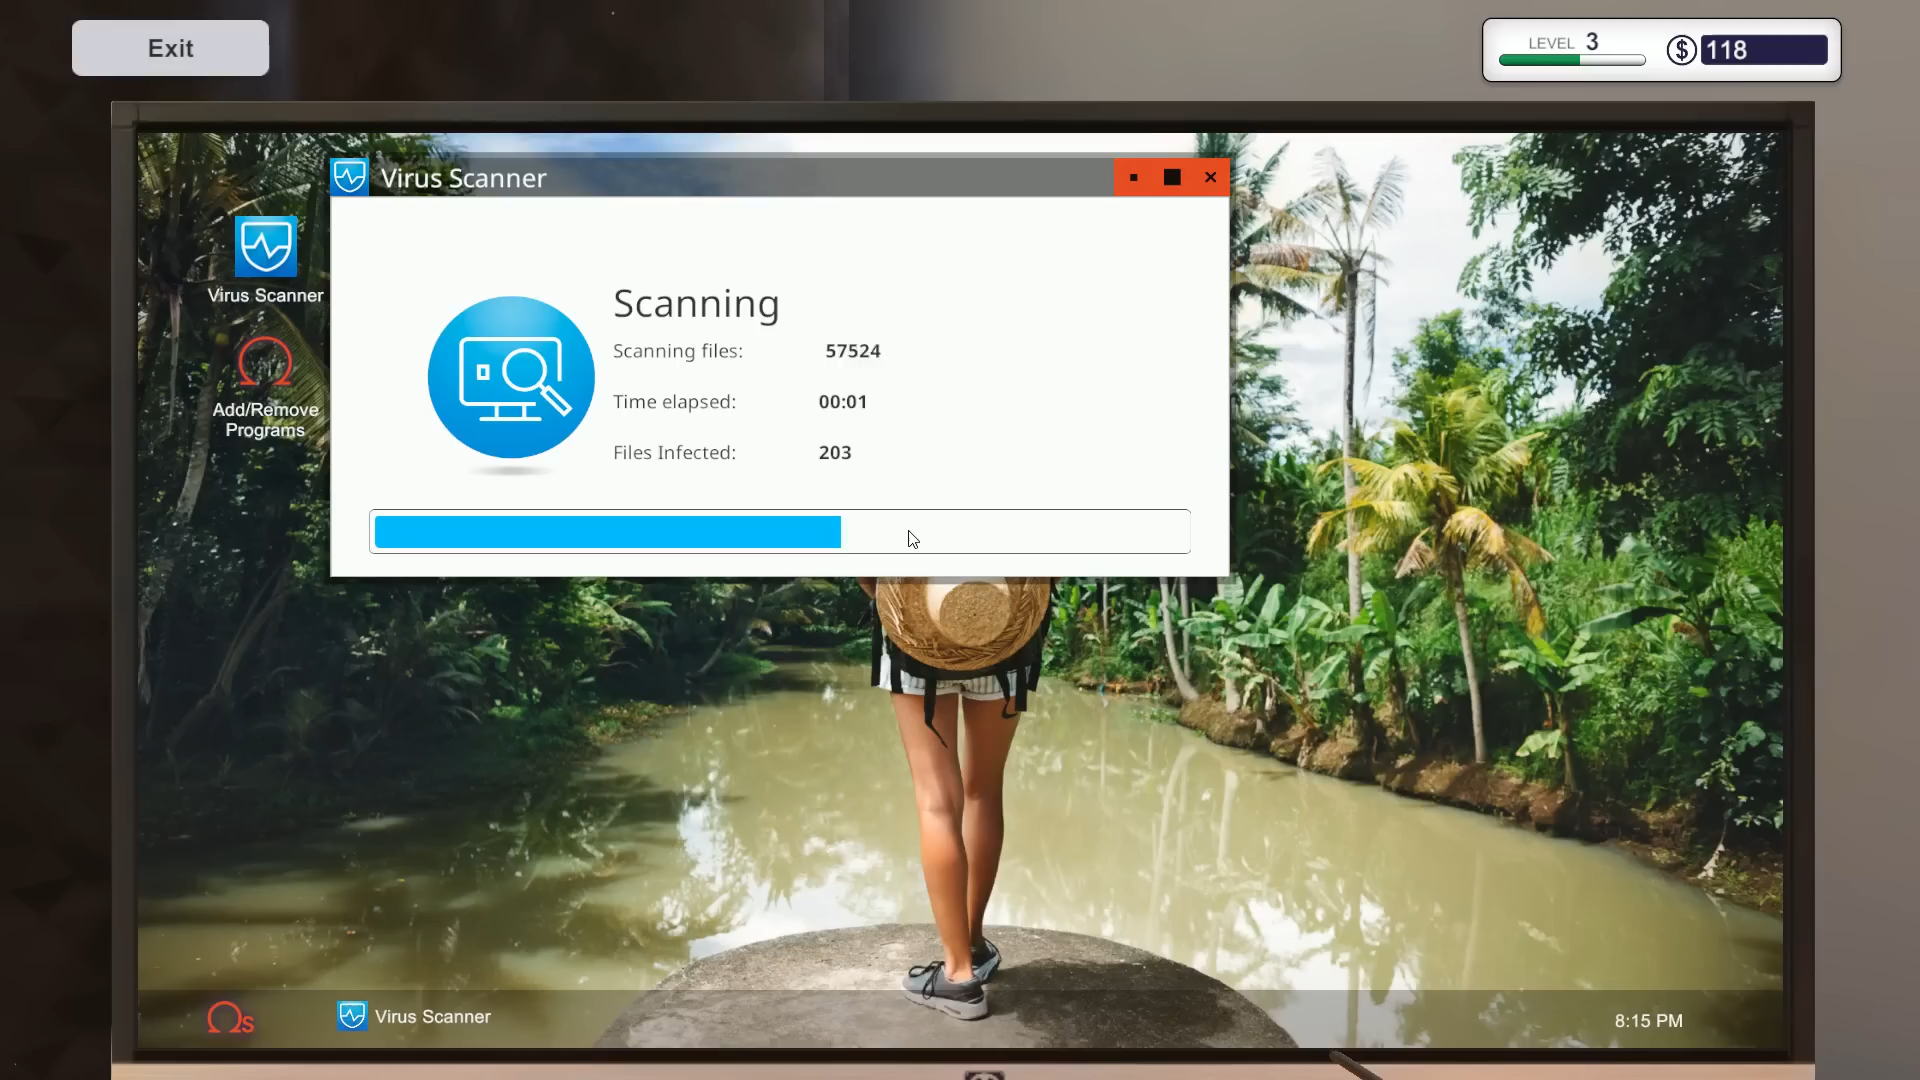 Exit
LEVEL 3
$ 118
Virus Scanner
Virus Scanner
Add/Remove
Programs
Scanning
Scanning files: 57524
Time elapsed: 00:01
Files Infected: 203
Ωs
Virus Scanner
8:15 PM